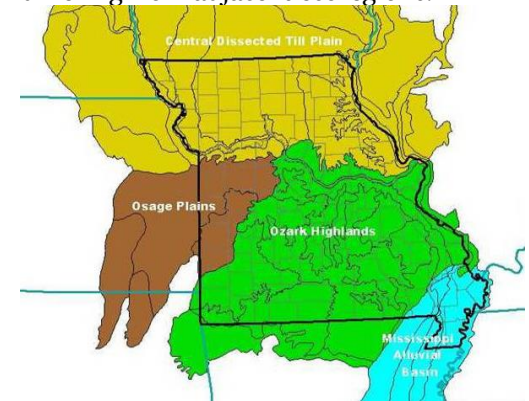 Central Dissected Till Plain
Osage Plains
Ozark Highlands
Mississippi
Alluvial
Basin